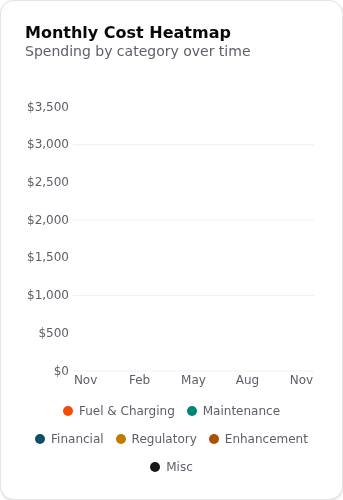 Monthly Cost Heatmap
Spending by category over time
$3,500
$3,000
$2,500
$2,000
$1,500
$1,000
$500
$0
Nov Feb May Aug Nov
Fuel & Charging Maintenance
Financial Regulatory Enhancement
Misc